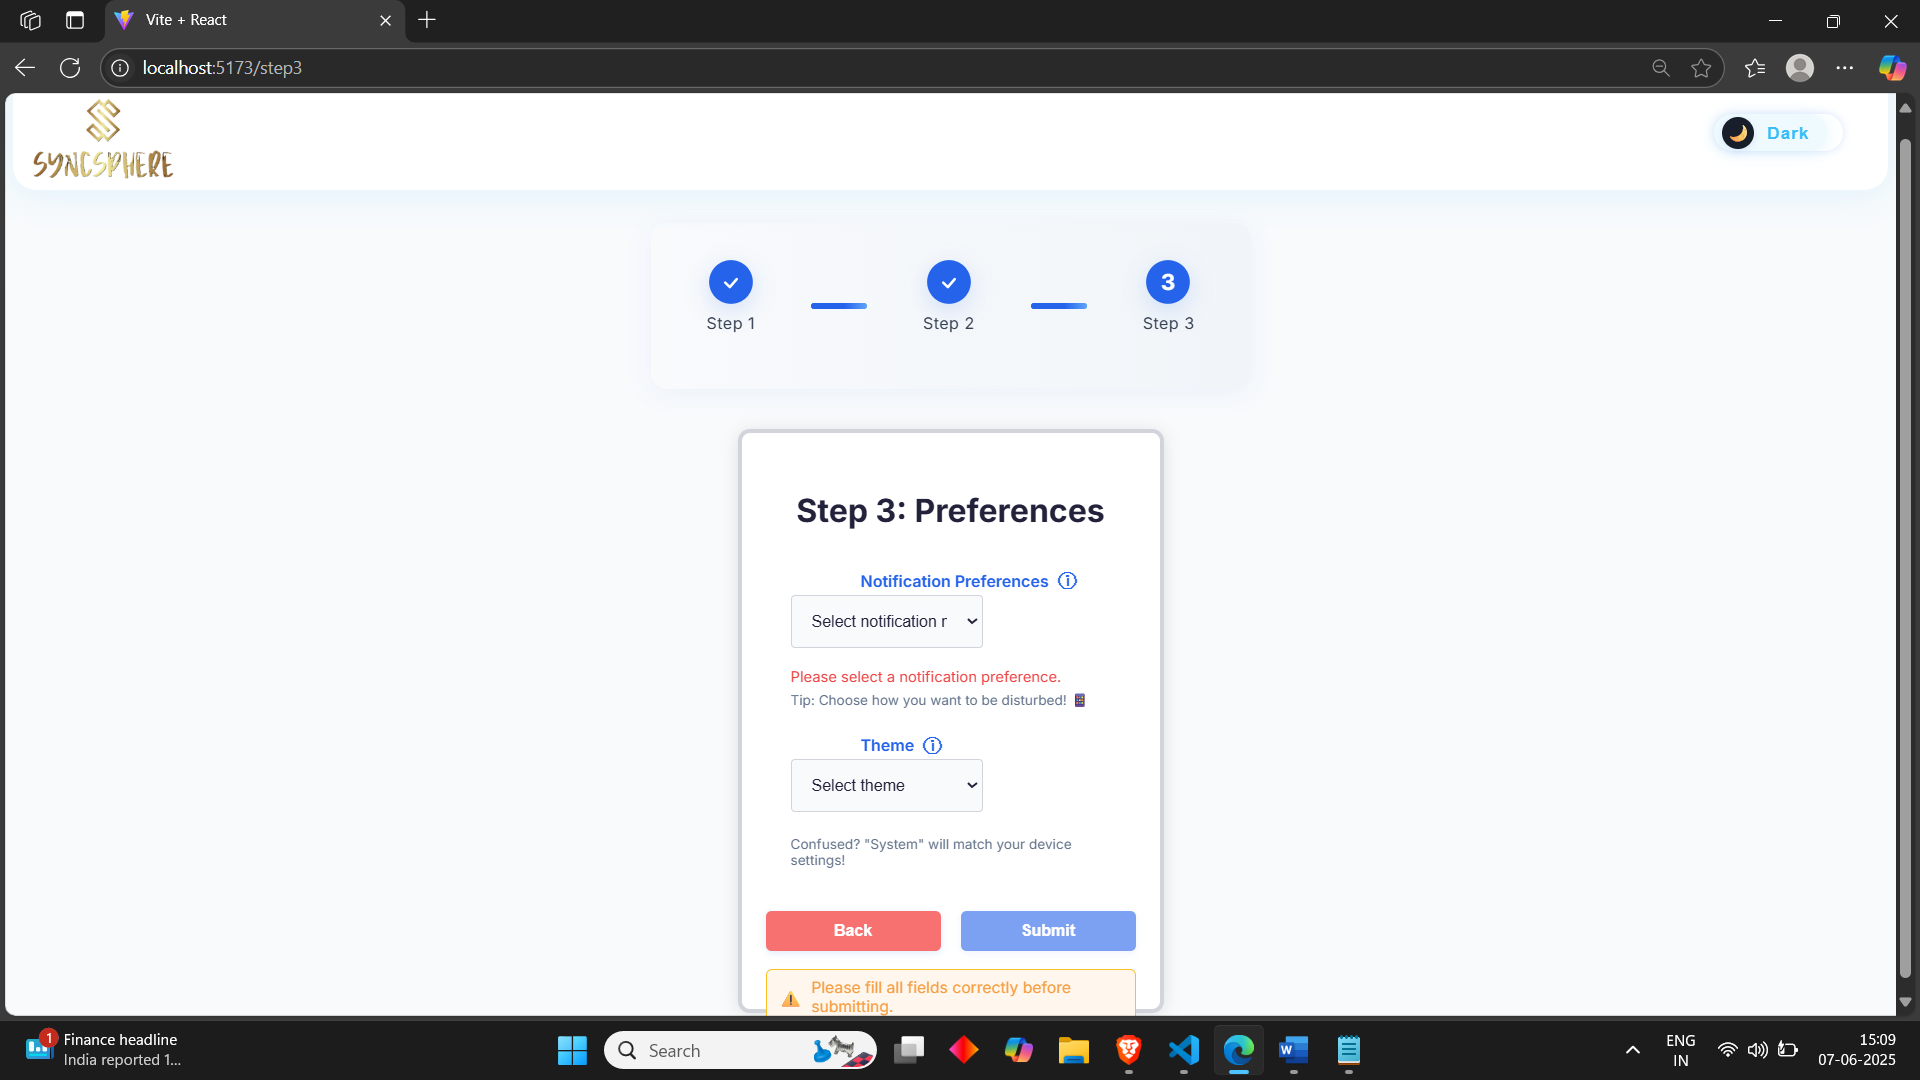 Vite + React
localhost:5173/step3
SYNCSPHERE
Dark
3
Step 1
Step 2
Step 3
Step 3: Preferences
Notification Preferences
Select notification r
Please select a notification preference.
Tip: Choose how you want to be disturbed!
Theme
Select theme
Confused? "System" will match your device
settings!
Back
Submit
Please fill all fields correctly before
submitting.
1
Finance headline
India reported 1...
Search
W
ENG
IN
15:09
07-06-2025